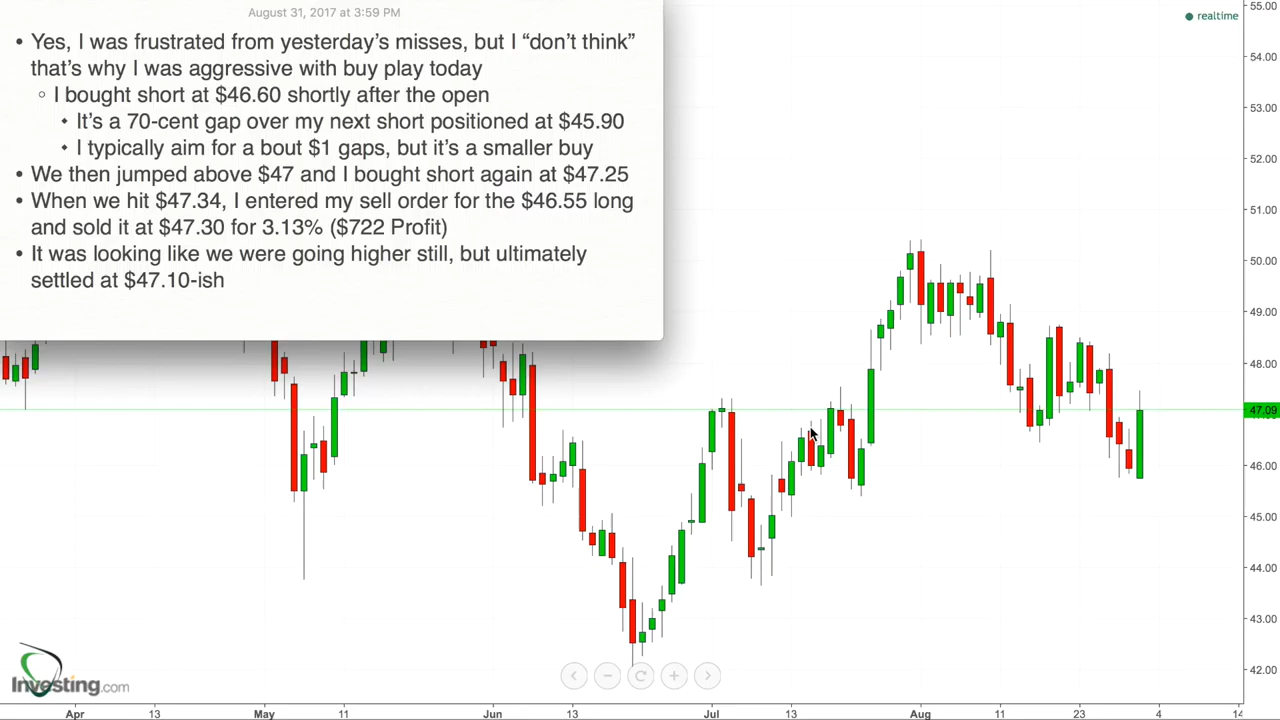 August 31, 2017 at 3:59 PM
• Yes, I was frustrated from yesterday's misses, but I “don't think”
that's why I was aggressive with buy play today
◦ I bought short at $46.60 shortly after the open
⬩ It's a 70-cent gap over my next short positioned at $45.90
⬩ I typically aim for a bout $1 gaps, but it's a smaller buy
• We then jumped above $47 and I bought short again at $47.25
• When we hit $47.34, I entered my sell order for the $46.55 long
and sold it at $47.30 for 3.13% ($722 Profit)
• It was looking like we were going higher still, but ultimately
settled at $47.10-ish
realtime
55.00
54.00
53.00
52.00
51.00
50.00
49.00
48.00
47.09
46.00
45.00
44.00
43.00
42.00
Investing.com
Apr 13 May 11 Jun 13 Jul 13 Aug 11 23 4 14